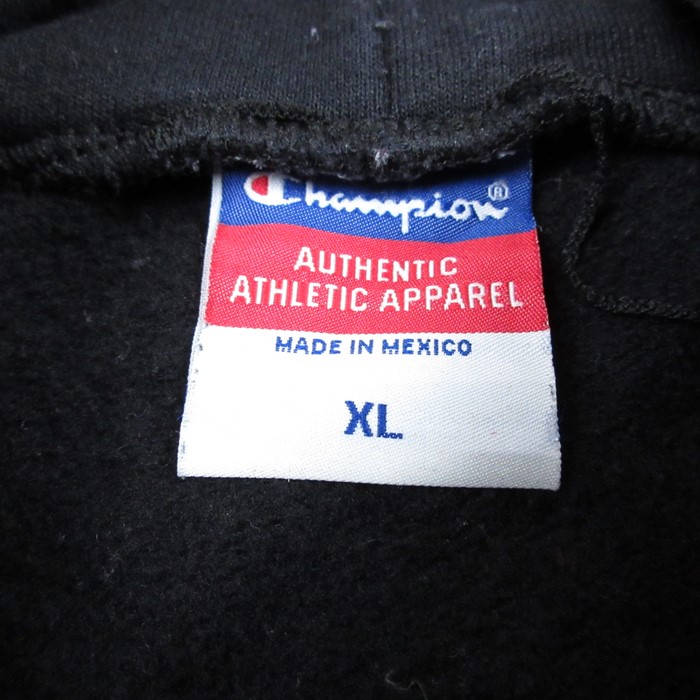 Champion®
AUTHENTIC
ATHLETIC APPAREL
MADE IN MEXICO
XL